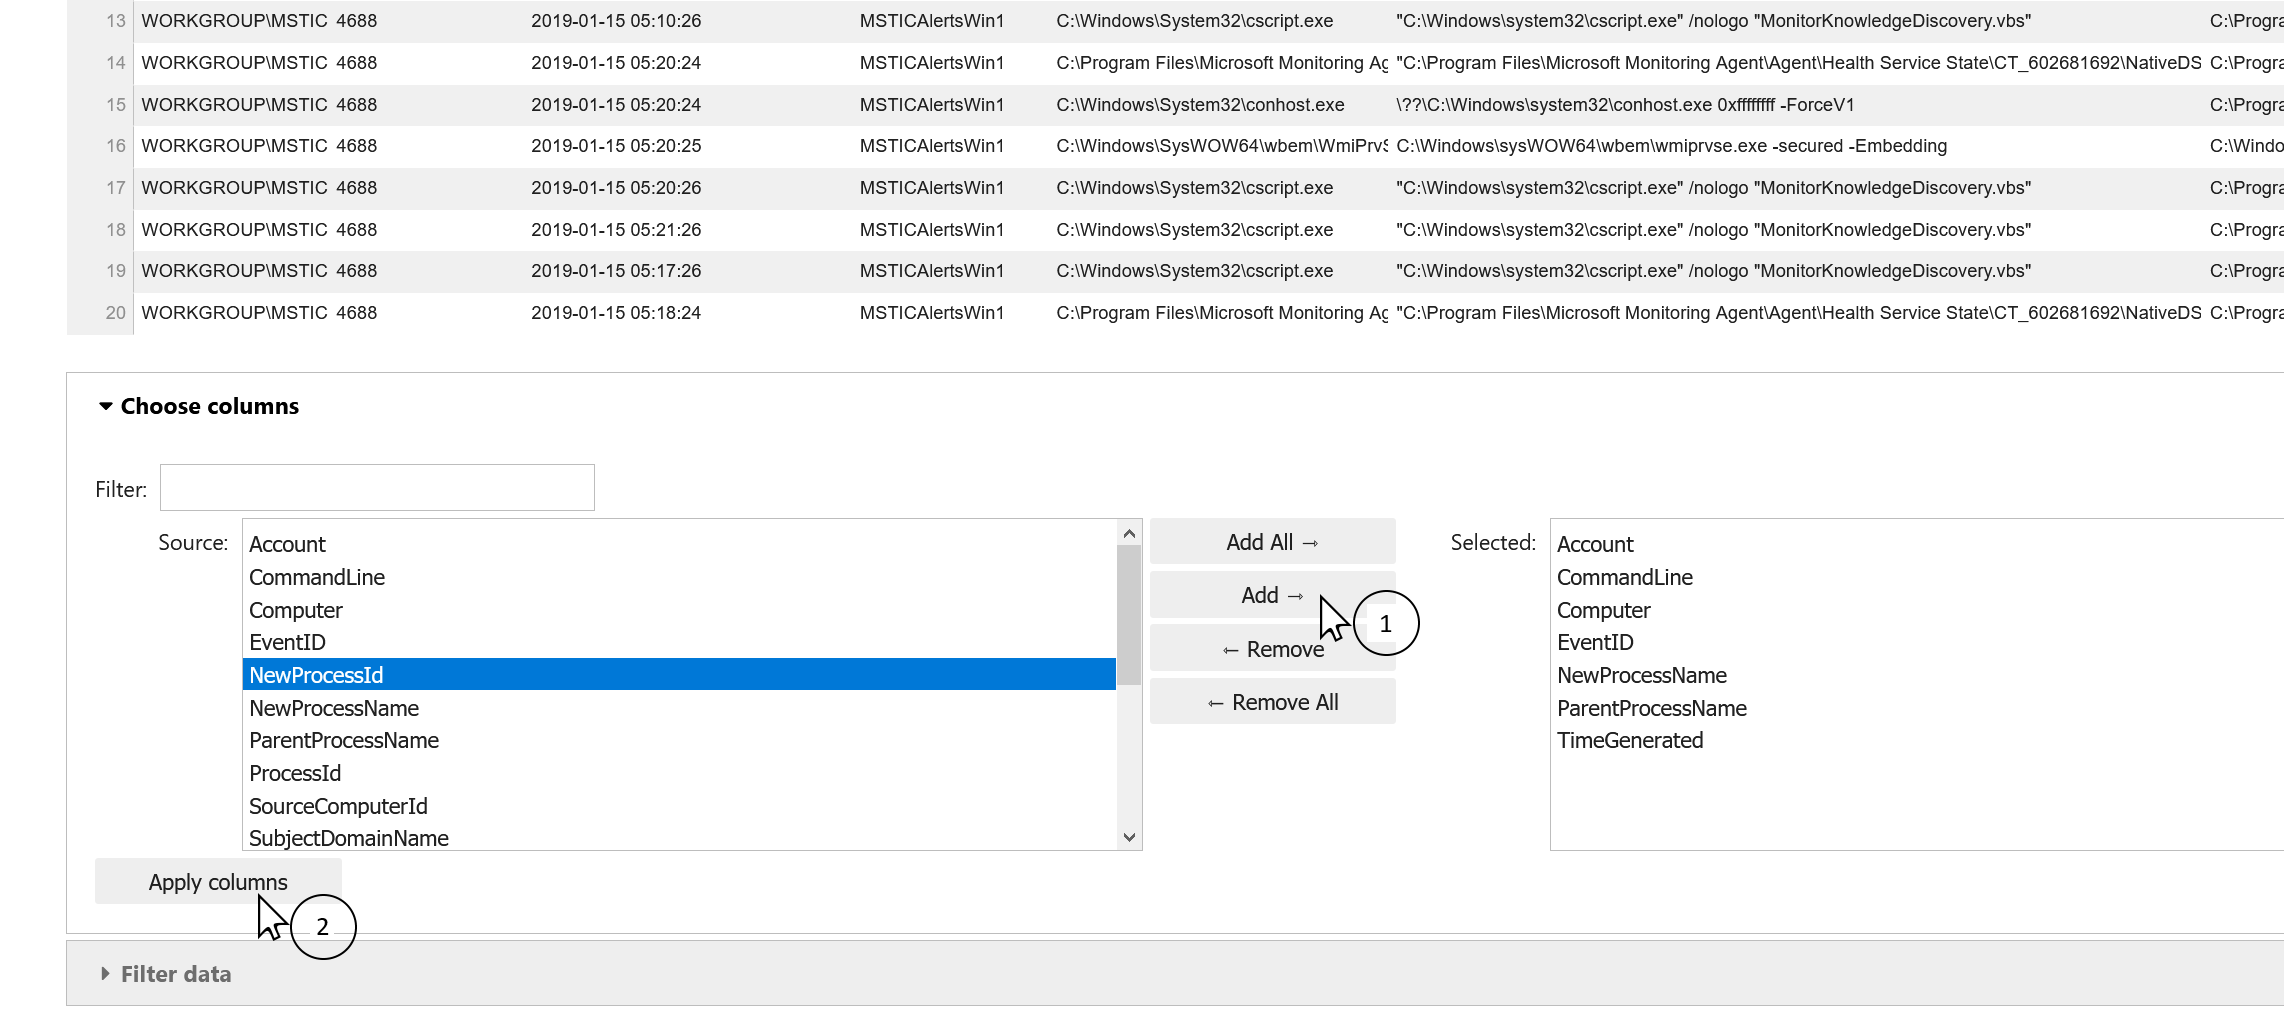 13 WORKGROUP\MSTIC 4688 2019-01-15 05:10:26 MSTICAlertsWin1 C:\Windows\System32\cscript.exe "C:\Windows\system32\cscript.exe" /nologo "MonitorKnowledgeDiscovery.vbs" C:\Progra
14 WORKGROUP\MSTIC 4688 2019-01-15 05:20:24 MSTICAlertsWin1 C:\Program Files\Microsoft Monitoring Ag "C:\Program Files\Microsoft Monitoring Agent\Agent\Health Service State\CT_602681692\NativeDS C:\Progra
15 WORKGROUP\MSTIC 4688 2019-01-15 05:20:24 MSTICAlertsWin1 C:\Windows\System32\conhost.exe \??\C:\Windows\system32\conhost.exe 0xffffffff -ForceV1 C:\Progra
16 WORKGROUP\MSTIC 4688 2019-01-15 05:20:25 MSTICAlertsWin1 C:\Windows\SysWOW64\wbem\WmiPrvS C:\Windows\sysWOW64\wbem\wmiprvse.exe -secured -Embedding C:\Windo
17 WORKGROUP\MSTIC 4688 2019-01-15 05:20:26 MSTICAlertsWin1 C:\Windows\System32\cscript.exe "C:\Windows\system32\cscript.exe" /nologo "MonitorKnowledgeDiscovery.vbs" C:\Progra
18 WORKGROUP\MSTIC 4688 2019-01-15 05:21:26 MSTICAlertsWin1 C:\Windows\System32\cscript.exe "C:\Windows\system32\cscript.exe" /nologo "MonitorKnowledgeDiscovery.vbs" C:\Progra
19 WORKGROUP\MSTIC 4688 2019-01-15 05:17:26 MSTICAlertsWin1 C:\Windows\System32\cscript.exe "C:\Windows\system32\cscript.exe" /nologo "MonitorKnowledgeDiscovery.vbs" C:\Progra
20 WORKGROUP\MSTIC 4688 2019-01-15 05:18:24 MSTICAlertsWin1 C:\Program Files\Microsoft Monitoring Ag "C:\Program Files\Microsoft Monitoring Agent\Agent\Health Service State\CT_602681692\NativeDS C:\Progra
Choose columns
Filter:
Source:
Account
CommandLine
Computer
EventID
NewProcessId
NewProcessName
ParentProcessName
ProcessId
SourceComputerId
SubjectDomainName
Add All →
Add →
1
← Remove
← Remove All
Selected:
Account
CommandLine
Computer
EventID
NewProcessName
ParentProcessName
TimeGenerated
Apply columns
2
Filter data